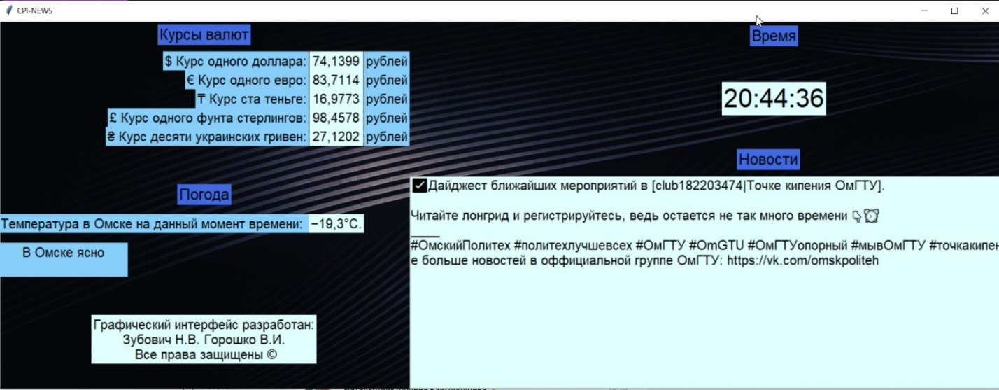 CPI-NEWS
Курсы валют
$ Курс одного доллара: 74,1399 рублей
€ Курс одного евро: 83,7114 рублей
₸ Курс ста теньге: 16,9773 рублей
£ Курс одного фунта стерлингов: 98,4578 рублей
₴ Курс десяти украинских гривен: 27,1202 рублей
Погода
Температура в Омске на данный момент времени: −19,3°C.
В Омске ясно
Графический интерфейс разработан:
Зубович Н.В. Горошко В.И.
Все права защищены ©
Время
20:44:36
Новости
✅Дайджест ближайших мероприятий в [club182203474|Точке кипения ОмГТУ].
Читайте лонгрид и регистрируйтесь, ведь остается не так много времени 👇⏰
____
#ОмскийПолитех #политехлучшевсех #ОмГТУ #OmGTU #ОмГТУопорный #мывОмГТУ #точкакипен
е больше новостей в оффициальной группе ОмГТУ: https://vk.com/omskpoliteh